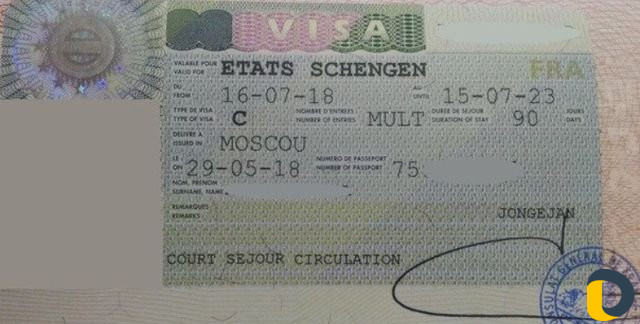 VISA
VALABLE POUR ETATS SCHENGEN FRA
VALID FOR
DU 16-07-18 AU 15-07-23
FROM UNTIL
TYPE DE VISA C NOMBRE D'ENTREES MULT DUREE DE SEJOUR 90 JOURS
TYPE OF VISA NUMBER OF ENTRIES DURATION OF STAY DAYS
DELIVRE A MOSCOU
ISSUED IN
LE 29-05-18 NUMERO DE PASSEPORT 75
ON NUMBER OF PASSPORT
NOM, PRENOM
SURNAME, NAME
REMARQUES JONGEJAN
REMARKS
COURT SEJOUR CIRCULATION
GENERAL DE